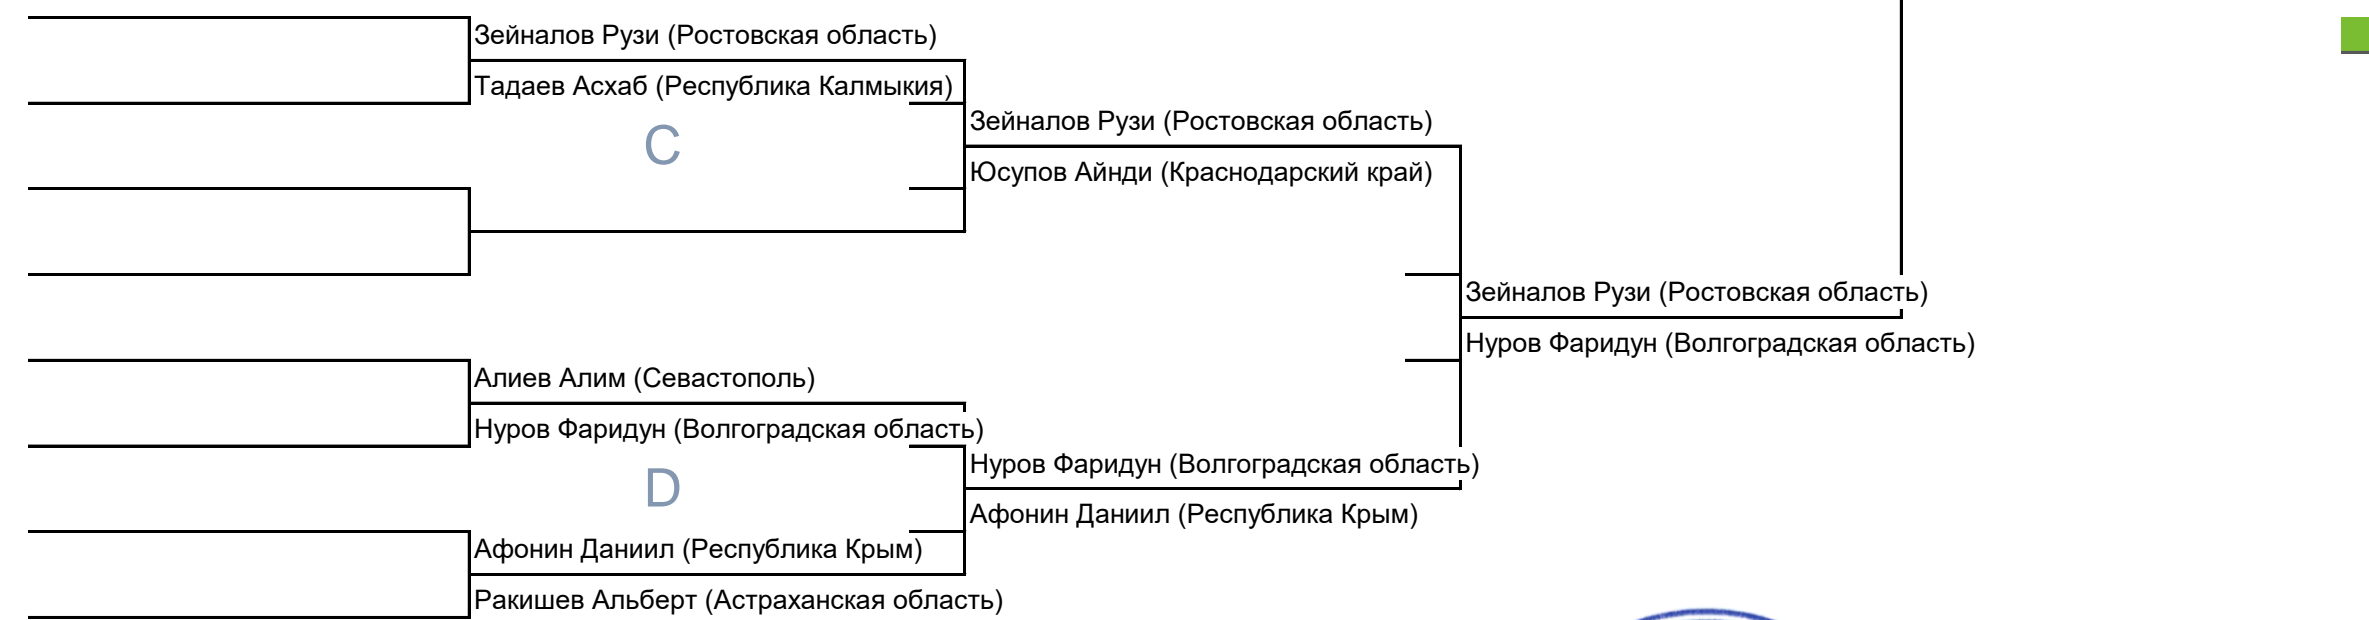 Зейналов Рузи (Ростовская область)
Тадаев Асхаб (Республика Калмыкия)
C
Зейналов Рузи (Ростовская область)
Юсупов Айнди (Краснодарский край)
Зейналов Рузи (Ростовская область)
Нуров Фаридун (Волгоградская область)
Алиев Алим (Севастополь)
Нуров Фаридун (Волгоградская область)
D
Нуров Фаридун (Волгоградская область)
Афонин Даниил (Республика Крым)
Афонин Даниил (Республика Крым)
Ракишев Альберт (Астраханская область)